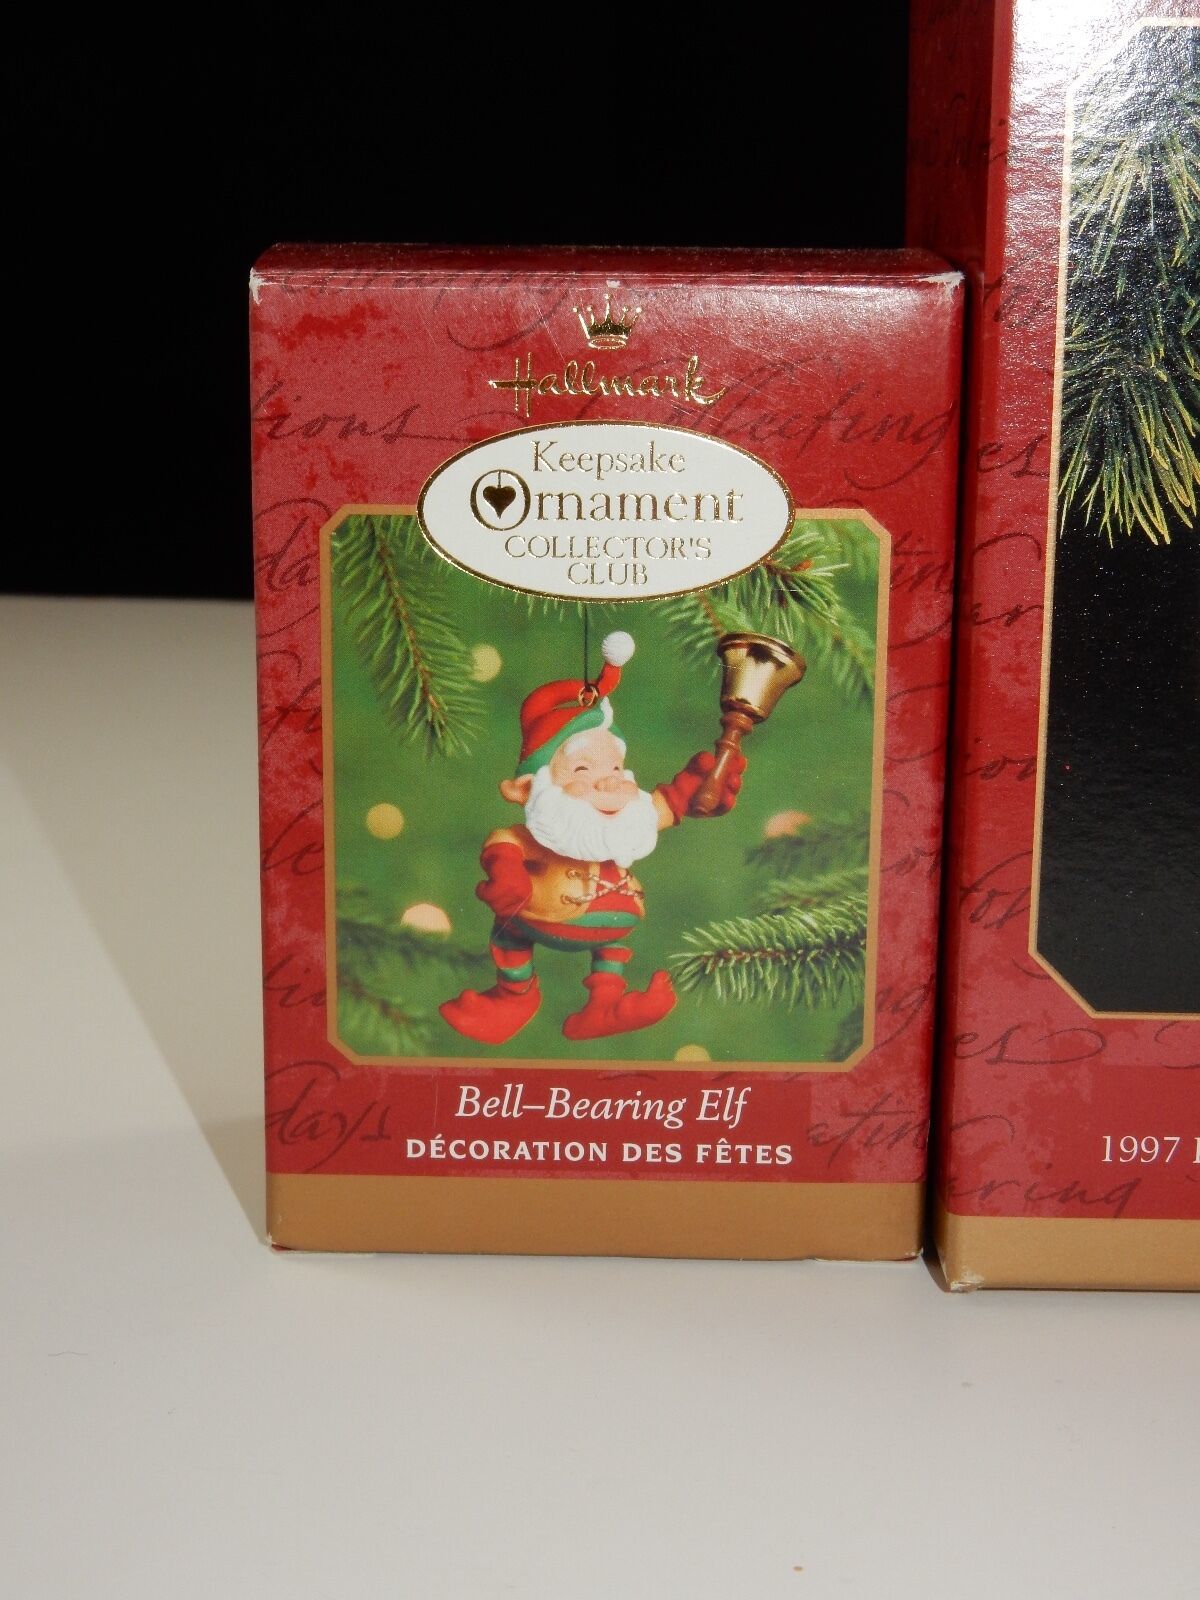 Hallmark
Keepsake
Ornament
COLLECTOR'S
CLUB
Bell–Bearing Elf
DÉCORATION DES FÊTES
1997